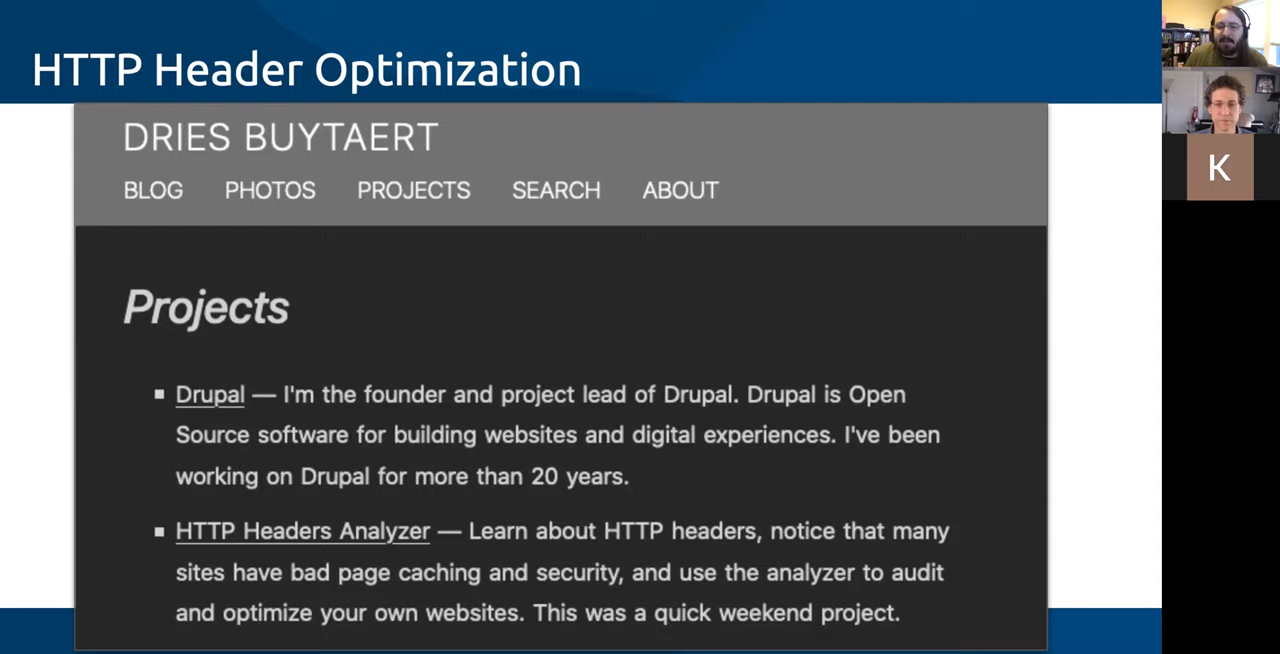 HTTP Header Optimization
DRIES BUYTAERT
BLOG PHOTOS PROJECTS SEARCH ABOUT
Projects
Drupal — I'm the founder and project lead of Drupal. Drupal is Open
Source software for building websites and digital experiences. I've been
working on Drupal for more than 20 years.
HTTP Headers Analyzer — Learn about HTTP headers, notice that many
sites have bad page caching and security, and use the analyzer to audit
and optimize your own websites. This was a quick weekend project.
K